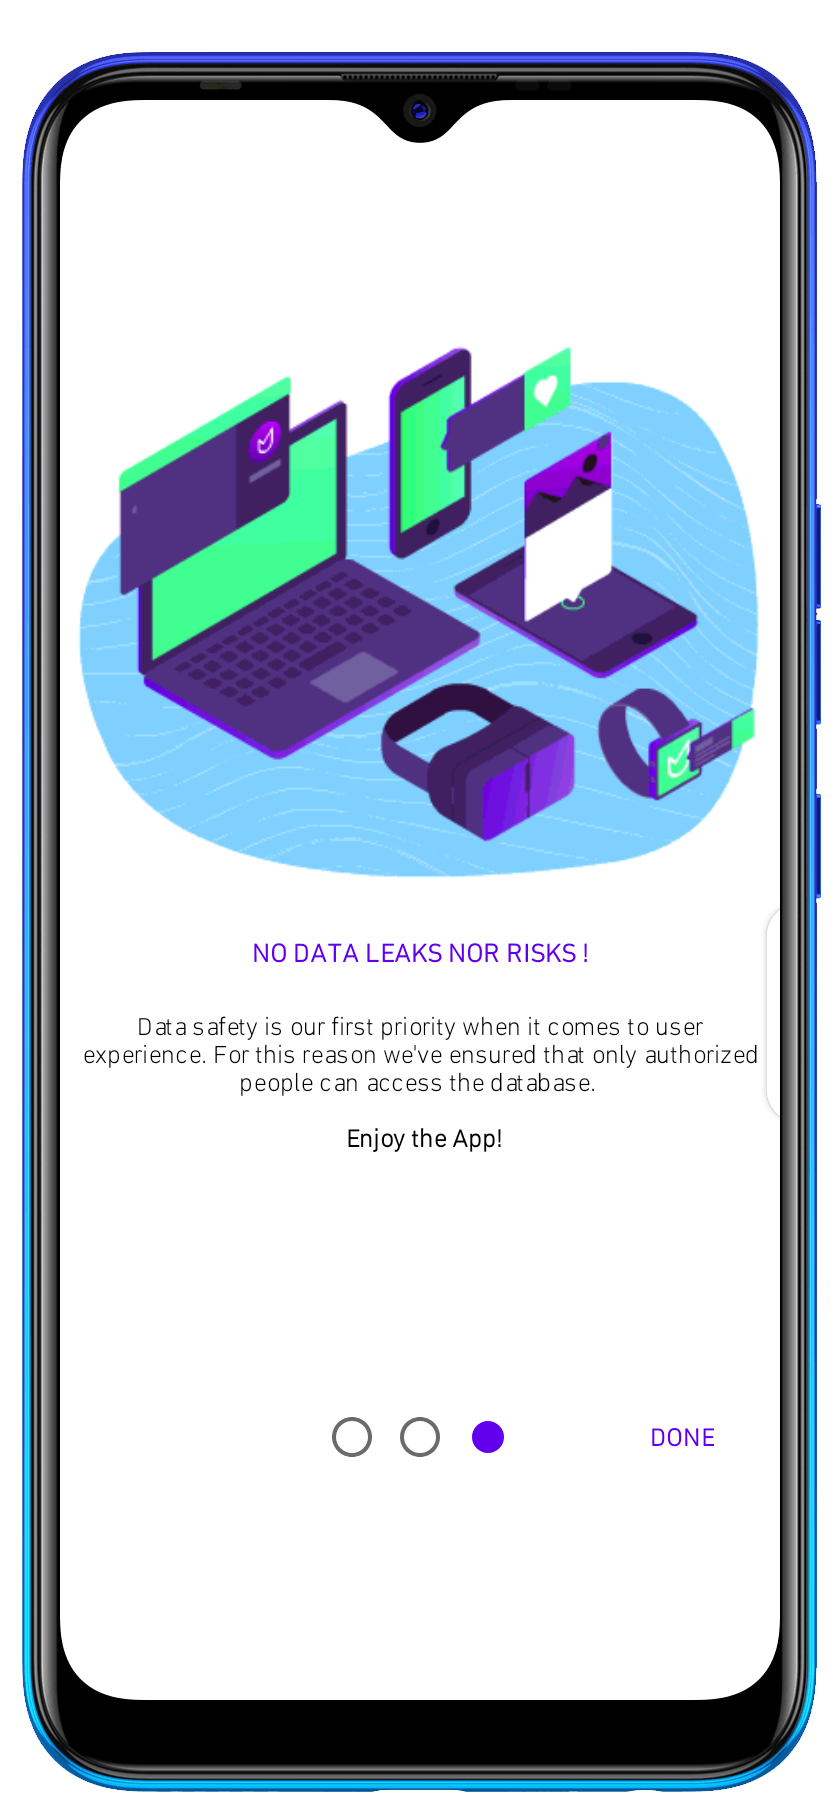 NO DATA LEAKS NOR RISKS !
Data safety is our first priority when it comes to user
experience. For this reason we've ensured that only authorized
people can access the database.
Enjoy the App!
DONE